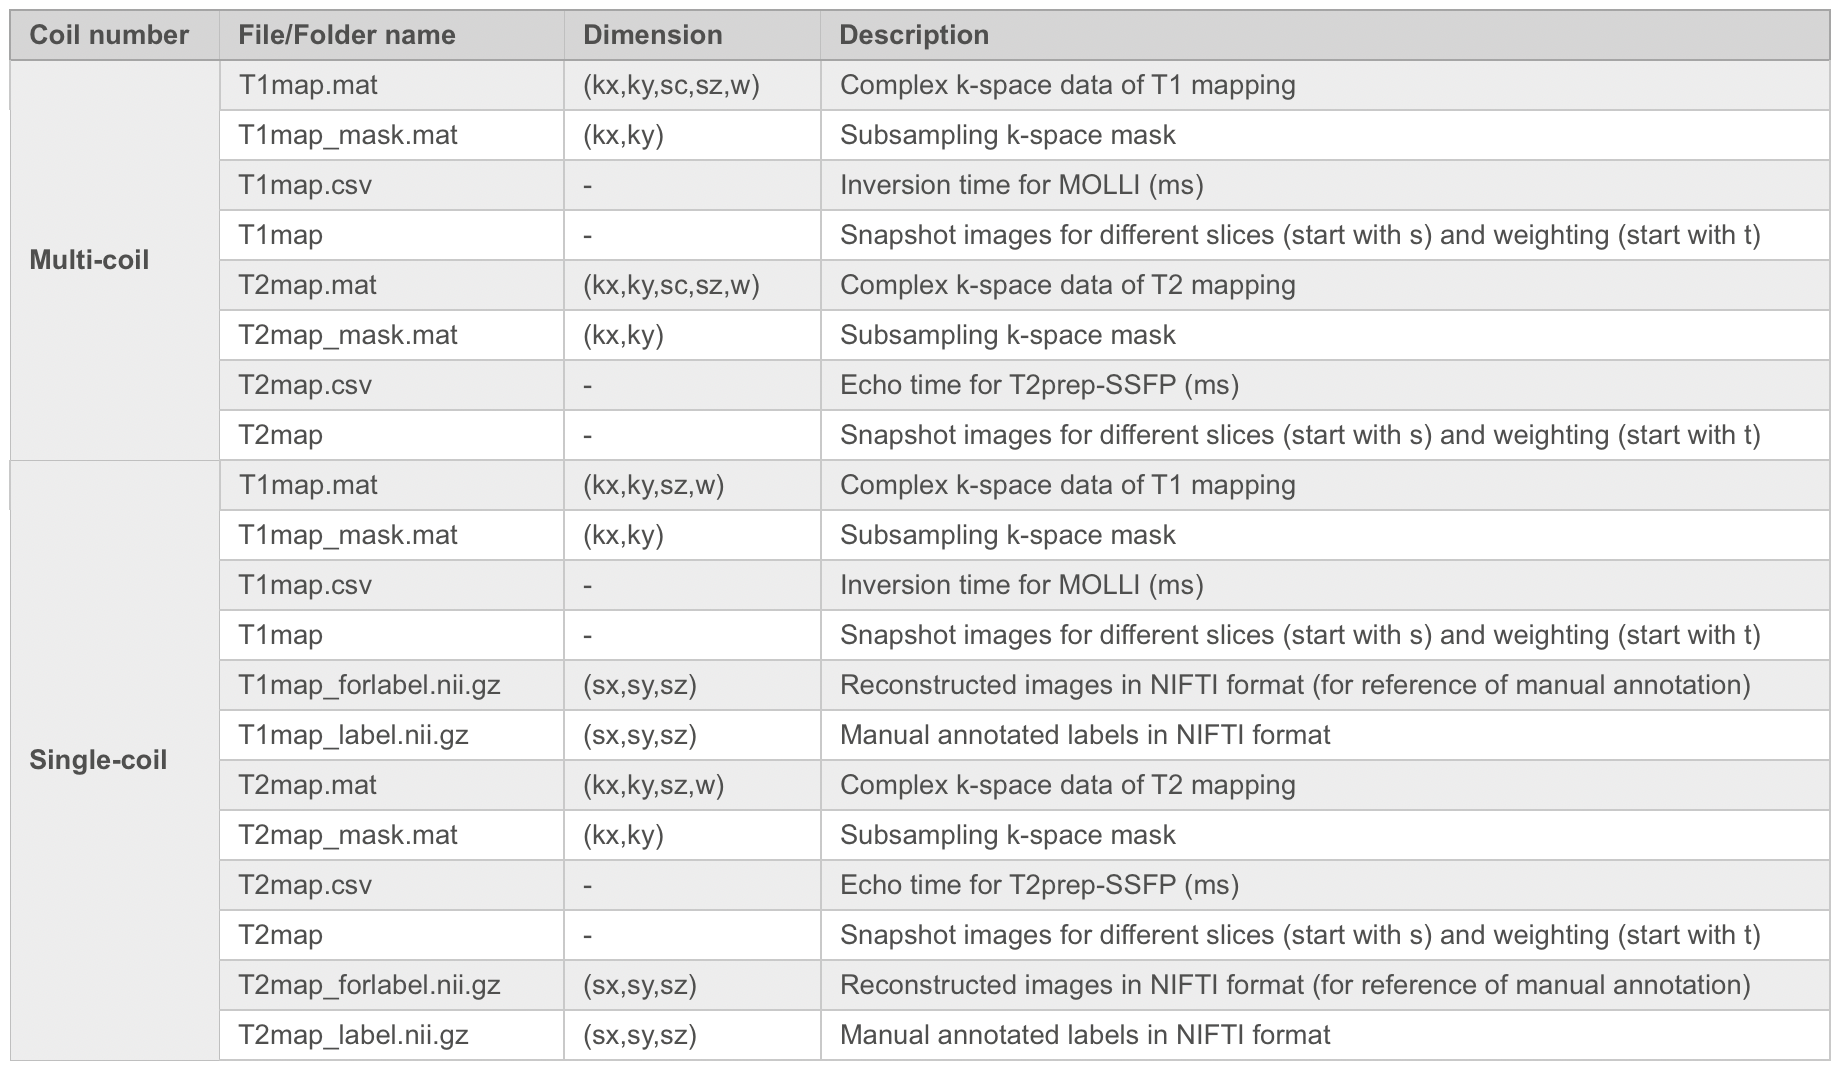 Coil number File/Folder name Dimension Description
T1map.mat (kx,ky,sc,sz,w) Complex k-space data of T1 mapping
T1map_mask.mat (kx,ky) Subsampling k-space mask
T1map.csv - Inversion time for MOLLI (ms)
T1map - Snapshot images for different slices (start with s) and weighting (start with t)
Multi-coil
T2map.mat (kx,ky,sc,sz,w) Complex k-space data of T2 mapping
T2map_mask.mat (kx,ky) Subsampling k-space mask
T2map.csv - Echo time for T2prep-SSFP (ms)
T2map - Snapshot images for different slices (start with s) and weighting (start with t)
T1map.mat (kx,ky,sz,w) Complex k-space data of T1 mapping
T1map_mask.mat (kx,ky) Subsampling k-space mask
T1map.csv - Inversion time for MOLLI (ms)
T1map - Snapshot images for different slices (start with s) and weighting (start with t)
T1map_forlabel.nii.gz (sx,sy,sz) Reconstructed images in NIFTI format (for reference of manual annotation)
T1map_label.nii.gz (sx,sy,sz) Manual annotated labels in NIFTI format
Single-coil
T2map.mat (kx,ky,sz,w) Complex k-space data of T2 mapping
T2map_mask.mat (kx,ky) Subsampling k-space mask
T2map.csv - Echo time for T2prep-SSFP (ms)
T2map - Snapshot images for different slices (start with s) and weighting (start with t)
T2map_forlabel.nii.gz (sx,sy,sz) Reconstructed images in NIFTI format (for reference of manual annotation)
T2map_label.nii.gz (sx,sy,sz) Manual annotated labels in NIFTI format